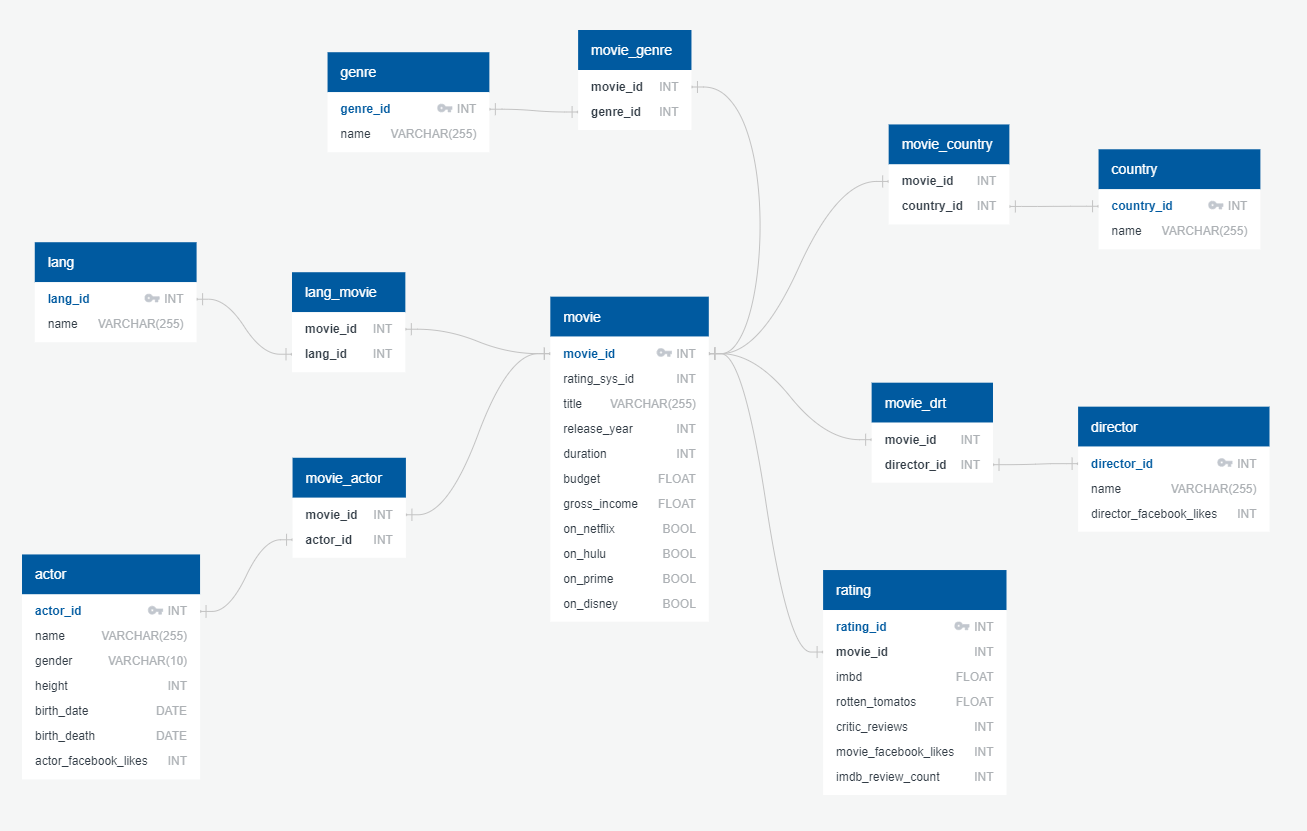 genre
genre_id INT
name VARCHAR(255)
movie_genre
movie_id INT
genre_id INT
movie_country
movie_id INT
country_id INT
country
country_id INT
name VARCHAR(255)
lang
lang_id INT
name VARCHAR(255)
lang_movie
movie_id INT
lang_id INT
movie
movie_id INT
rating_sys_id INT
title VARCHAR(255)
release_year INT
duration INT
budget FLOAT
gross_income FLOAT
on_netflix BOOL
on_hulu BOOL
on_prime BOOL
on_disney BOOL
movie_drt
movie_id INT
director_id INT
director
director_id INT
name VARCHAR(255)
director_facebook_likes INT
movie_actor
movie_id INT
actor_id INT
actor
actor_id INT
name VARCHAR(255)
gender VARCHAR(10)
height INT
birth_date DATE
birth_death DATE
actor_facebook_likes INT
rating
rating_id INT
movie_id INT
imbd FLOAT
rotten_tomatos FLOAT
critic_reviews INT
movie_facebook_likes INT
imdb_review_count INT